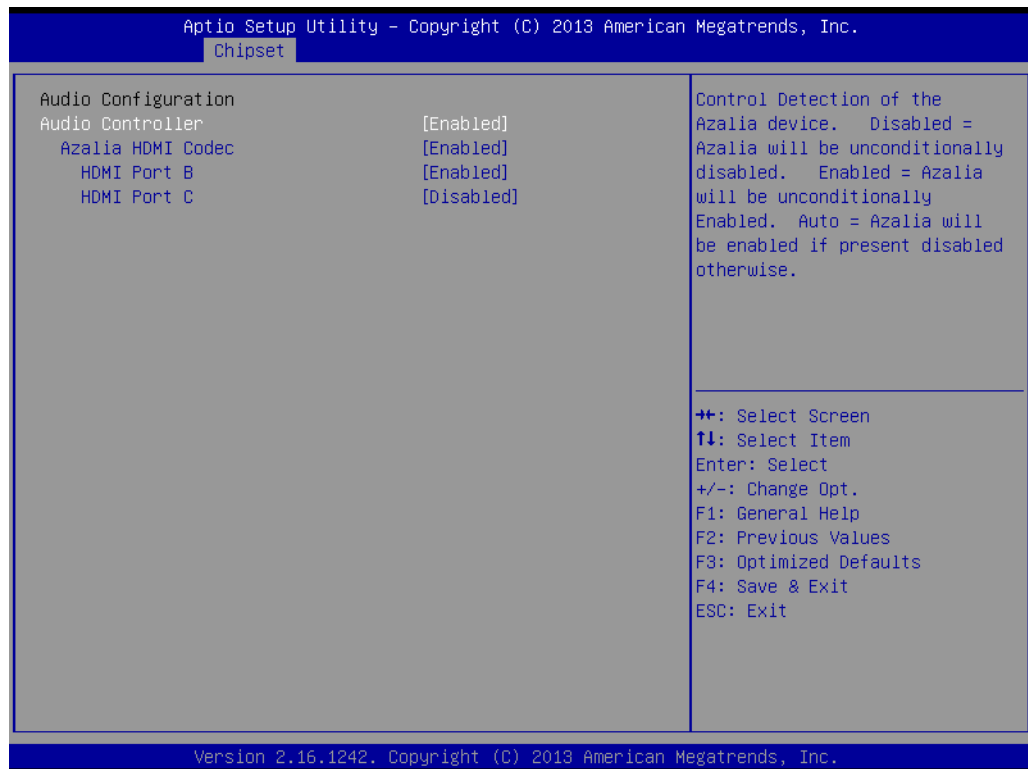 Aptio Setup Utility – Copyright (C) 2013 American Megatrends, Inc.
Chipset
Audio Configuration
Audio Controller [Enabled]
Azalia HDMI Codec [Enabled]
HDMI Port B [Enabled]
HDMI Port C [Disabled]
Control Detection of the
Azalia device. Disabled =
Azalia will be unconditionally
disabled. Enabled = Azalia
will be unconditionally
Enabled. Auto = Azalia will
be enabled if present disabled
otherwise.
→←: Select Screen
↑↓: Select Item
Enter: Select
+/-: Change Opt.
F1: General Help
F2: Previous Values
F3: Optimized Defaults
F4: Save & Exit
ESC: Exit
Version 2.16.1242. Copyright (C) 2013 American Megatrends, Inc.